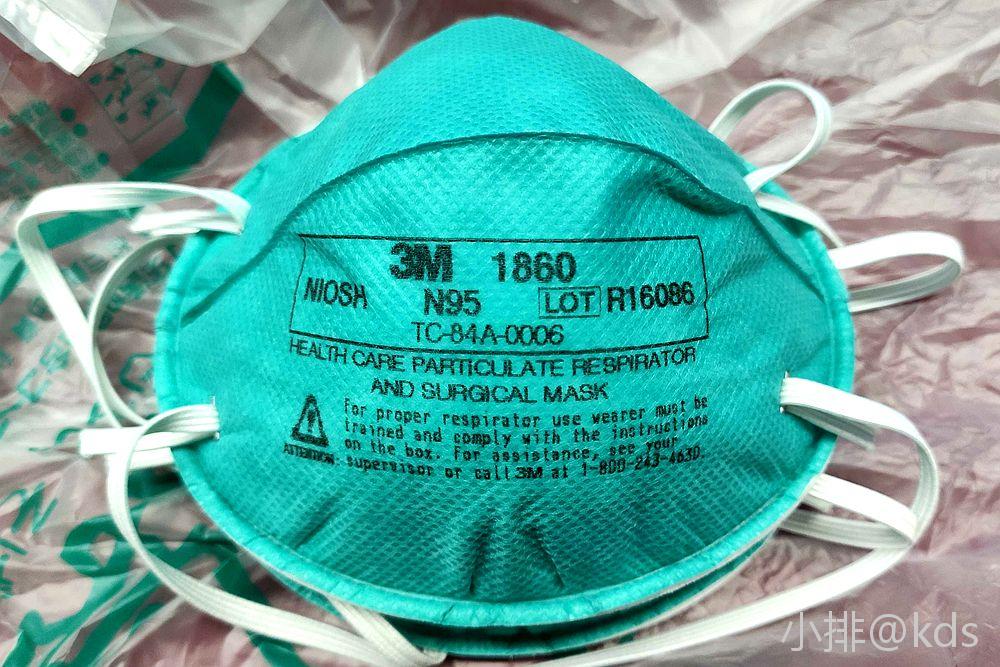 3M 1860
NIOSH N95 LOT R16086
TC-84A-0006
HEALTH CARE PARTICULATE RESPIRATOR
AND SURGICAL MASK
For proper respirator use wearer must be
trained and comply with the instructions
on the box. For assistance, see your
ATTENTION supervisor or call 3M at 1-800-243-4630.
小排@kds